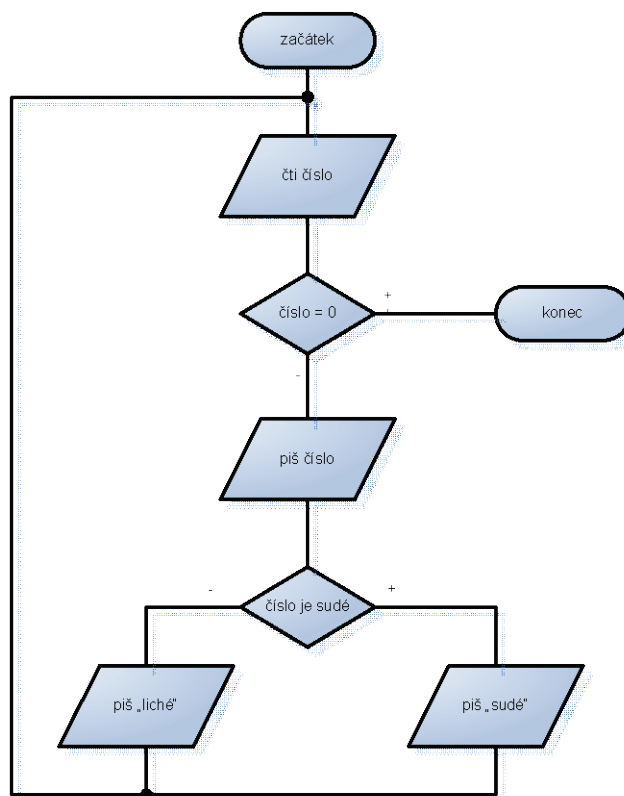 začátek
čti číslo
číslo = 0
+
konec
-
piš číslo
číslo je sudé
-
+
piš „liché"
piš „sudé"